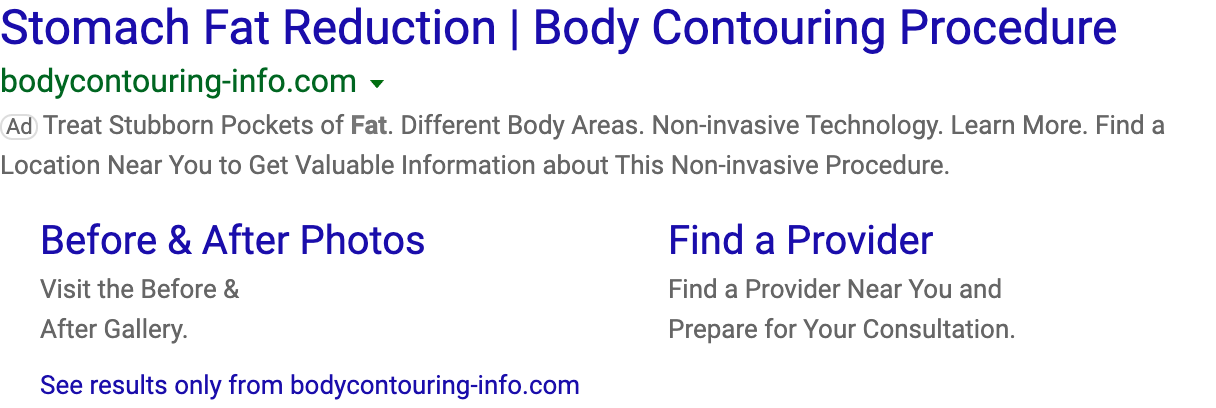 Stomach Fat Reduction | Body Contouring Procedure
bodycontouring-info.com
Ad Treat Stubborn Pockets of Fat. Different Body Areas. Non-invasive Technology. Learn More. Find a
Location Near You to Get Valuable Information about This Non-invasive Procedure.
Before & After Photos
Visit the Before &
After Gallery.
Find a Provider
Find a Provider Near You and
Prepare for Your Consultation.
See results only from bodycontouring-info.com